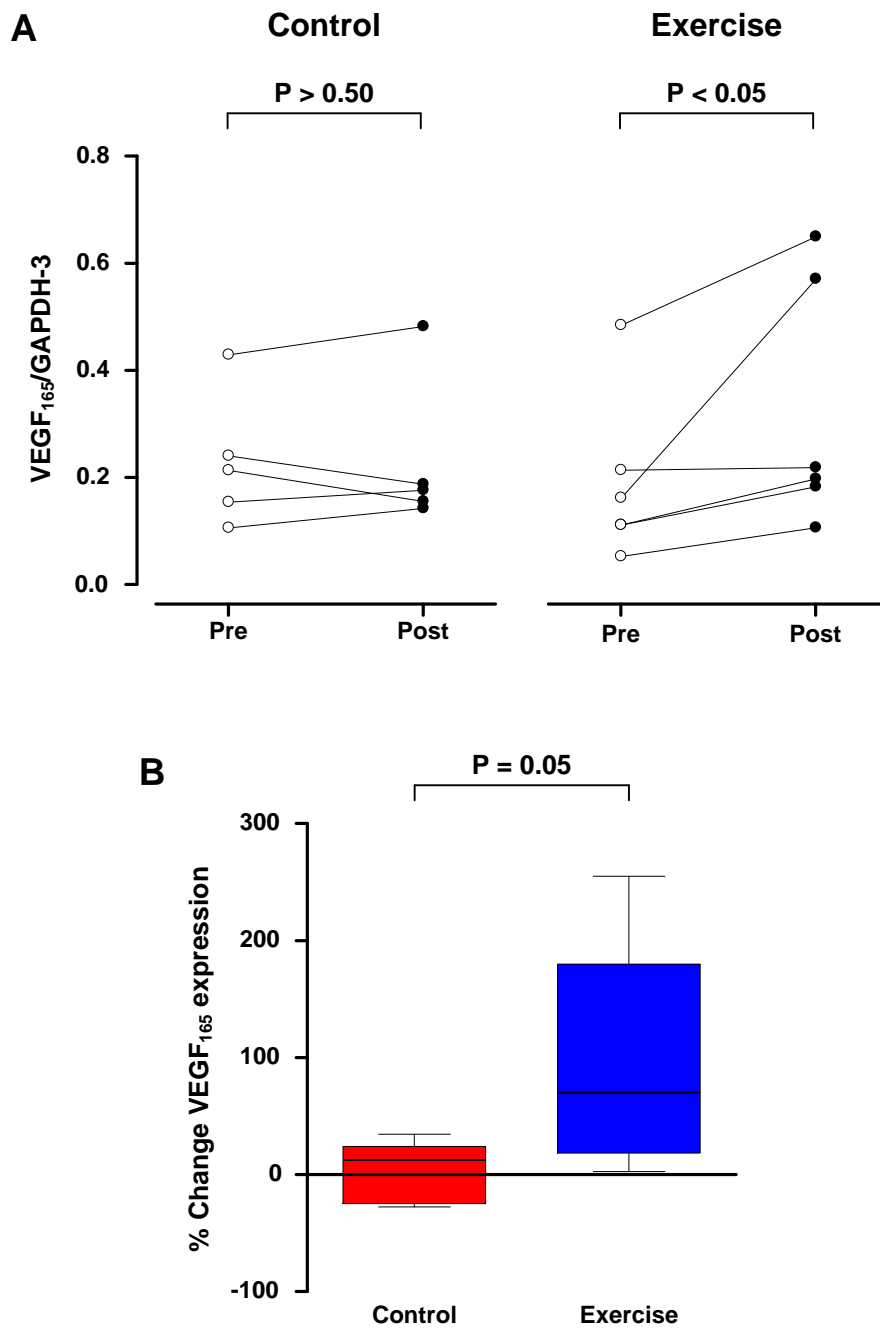 A
Control
Exercise
P > 0.50
P < 0.05
0.8
0.6
0.4
0.2
0.0
VEGF₁₆₅/GAPDH-3
Pre
Post
Pre
Post
B
P = 0.05
300
200
100
0
-100
% Change VEGF₁₆₅ expression
Control
Exercise